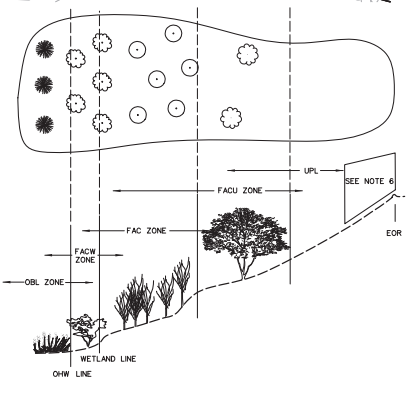 UPL
SEE NOTE 6
FACU ZONE
EOR
FAC ZONE
FACW
ZONE
OBL ZONE
WETLAND LINE
OHW LINE